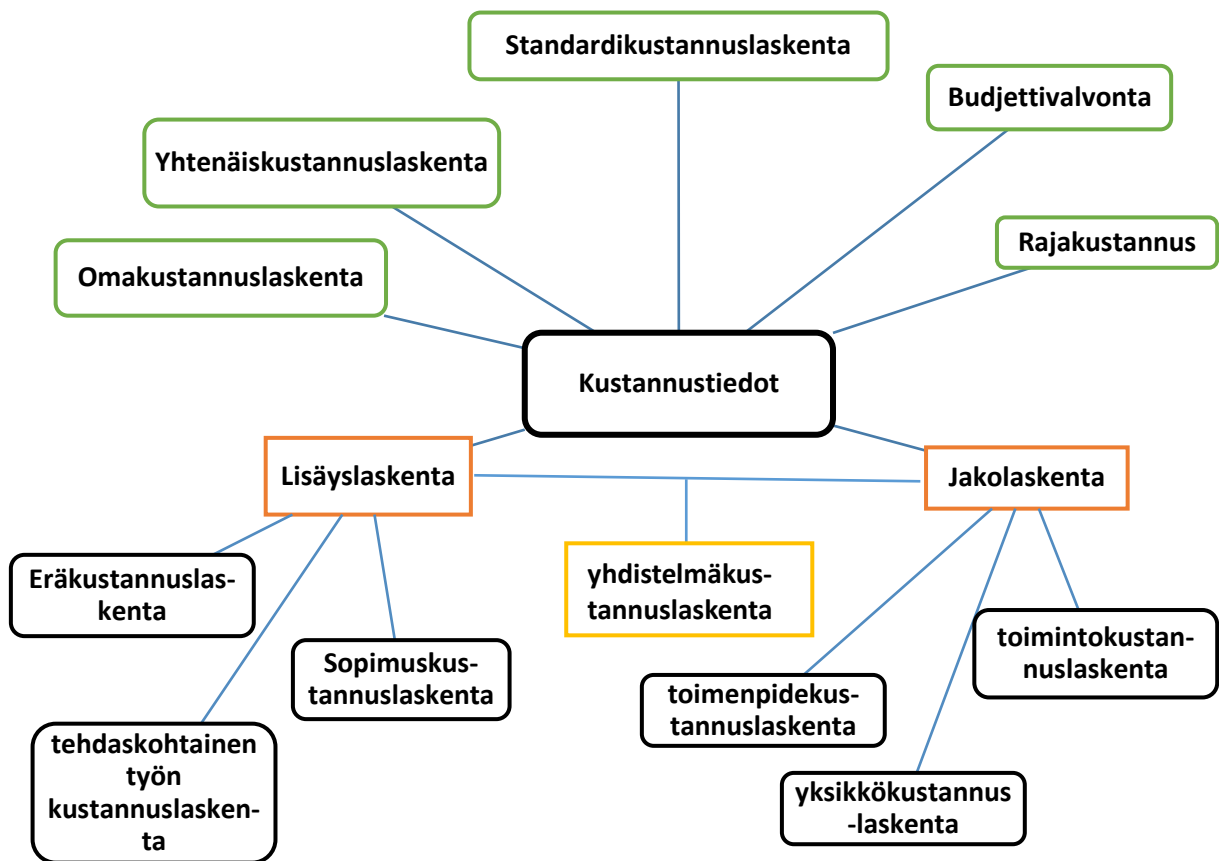 Standardikustannuslaskenta
Budjettivalvonta
Yhtenäiskustannuslaskenta
Rajakustannus
Omakustannuslaskenta
Kustannustiedot
Lisäyslaskenta
Jakolaskenta
Eräkustannuslas-
kenta
yhdistelmäkus-
tannuslaskenta
toimintokustan-
nuslaskenta
Sopimuskus-
tannuslaskenta
toimenpidekus-
tannuslaskenta
tehdaskohtainen
työn
kustannuslasken-
ta
yksikkökustannus
-laskenta